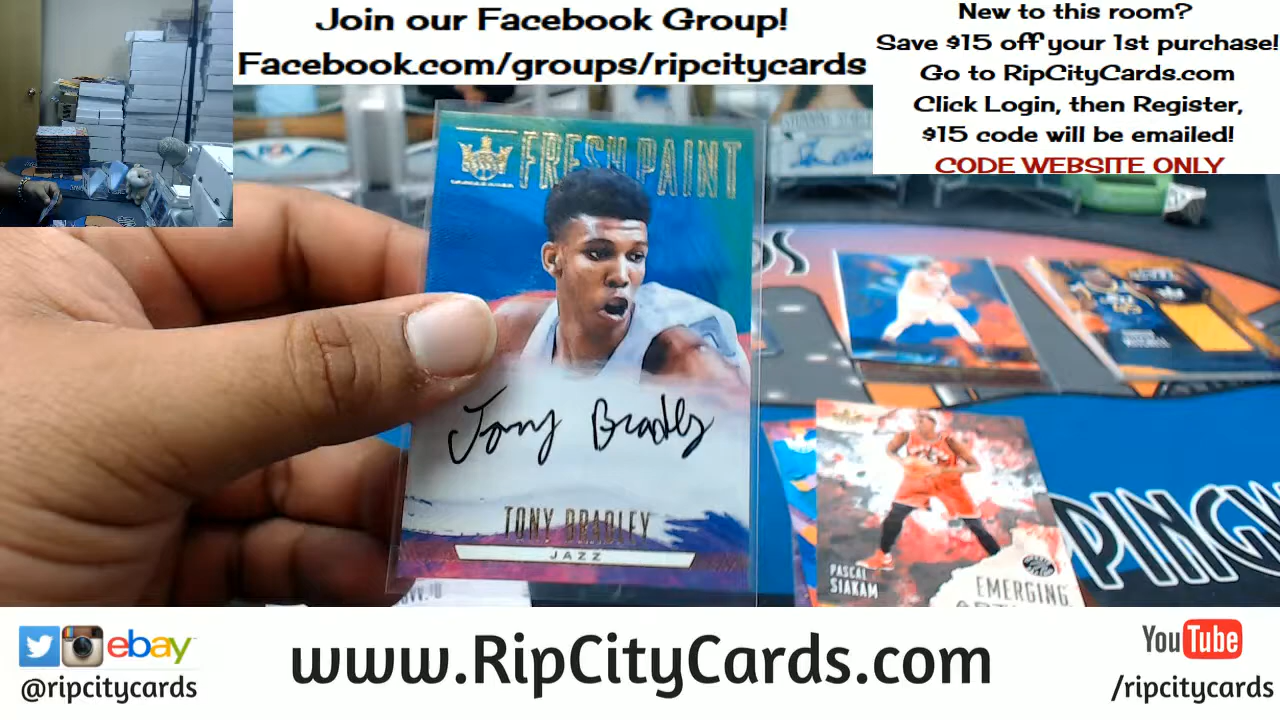 Join our Facebook Group!
Facebook.com/groups/ripcitycards
New to this room?
Save $15 off your 1st purchase!
Go to RipCityCards.com
Click Login, then Register,
$15 code will be emailed!
CODE WEBSITE ONLY
FRESH PAINT
Tony Bradley
TONY BRADLEY
JAZZ
PASCAL
SIAKAM
EMERGING
PINGW
ebay
@ripcitycards
www.RipCityCards.com
YouTube
/ripcitycards